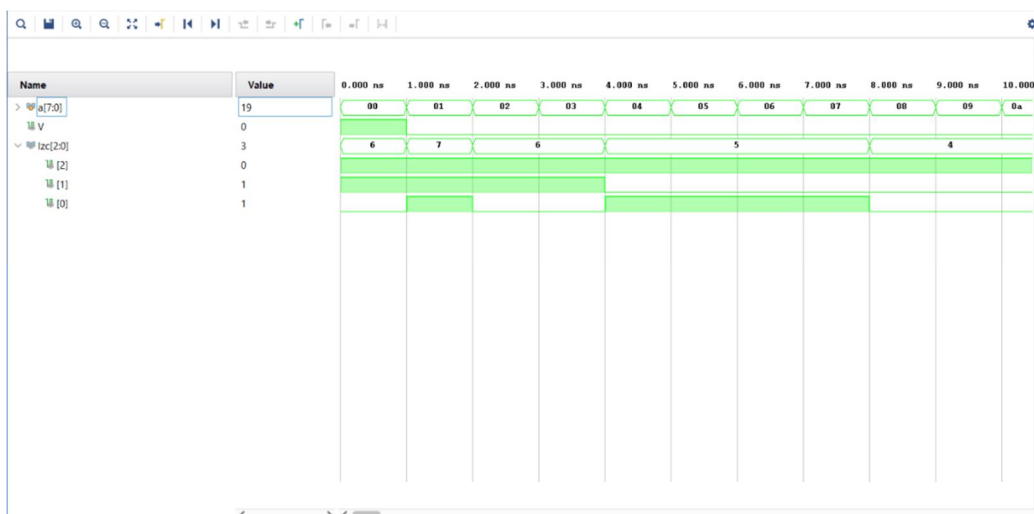 Name Value 0.000 ns 1.000 ns 2.000 ns 3.000 ns 4.000 ns 5.000 ns 6.000 ns 7.000 ns 8.000 ns 9.000 ns 10.000
a[7:0] 19 00 01 02 03 04 05 06 07 08 09 0a
V 0
lzc[2:0] 3 6 7 6 5 4
[2] 0
[1] 1
[0] 1